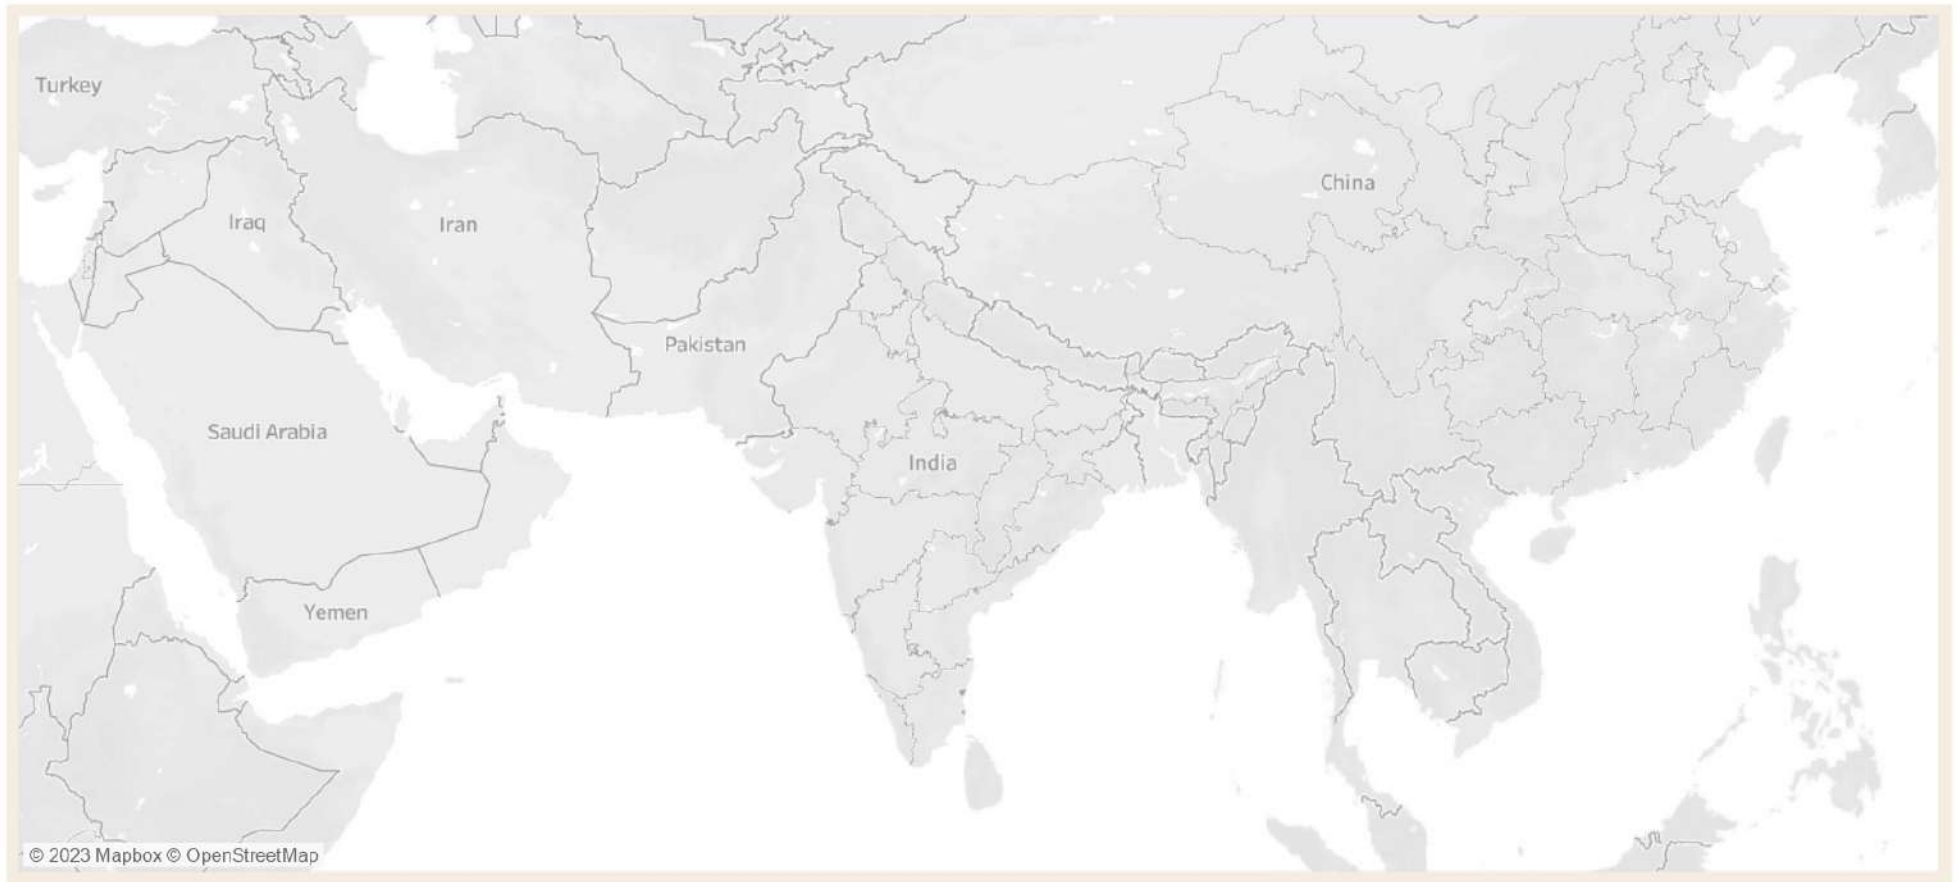 Turkey
China
Iraq
Iran
Pakistan
Saudi Arabia
India
Yemen
© 2023 Mapbox © OpenStreetMap